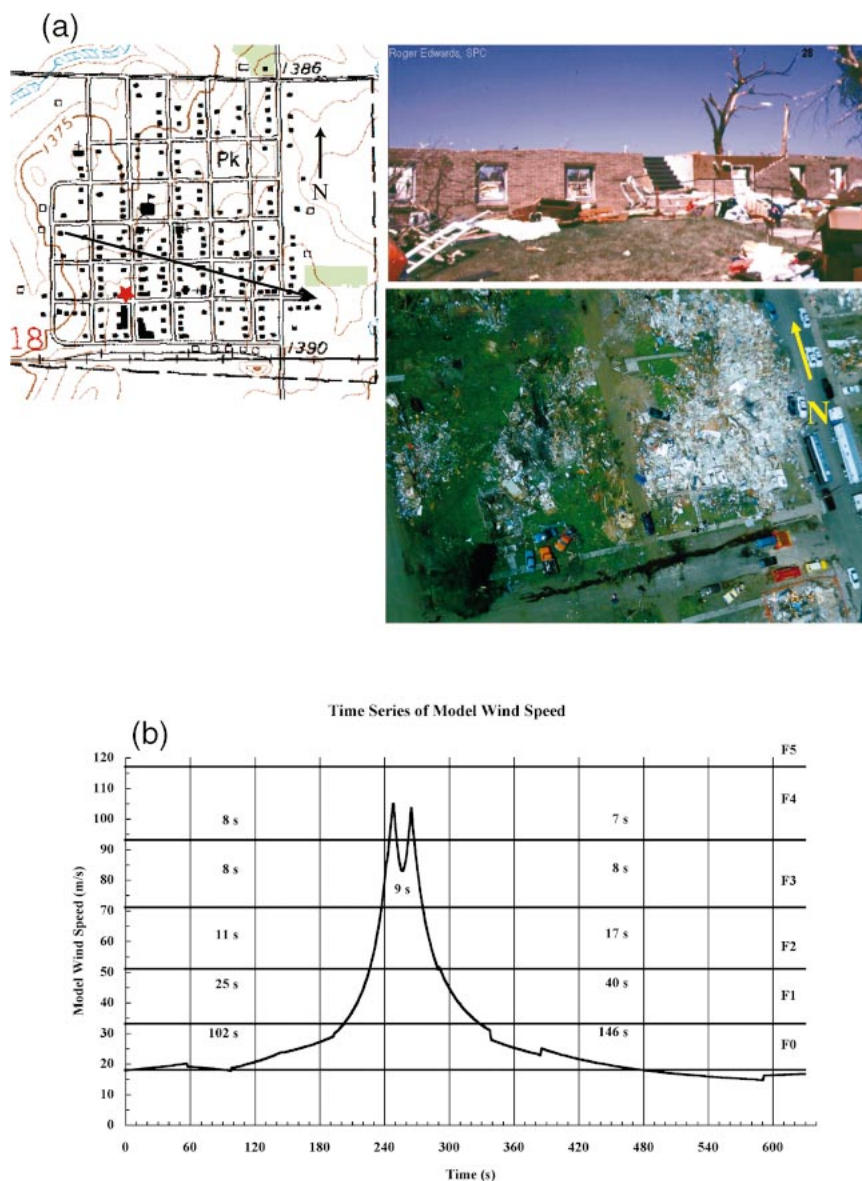 (a)
1386
1375
Pk
N
18
1390
Roger Edwards, SPC
28
N
(b)
Time Series of Model Wind Speed
Model Wind Speed (m/s)
120
110
100
90
80
70
60
50
40
30
20
10
0
8 s
7 s
8 s
8 s
9 s
11 s
17 s
25 s
40 s
102 s
146 s
F5
F4
F3
F2
F1
F0
0
60
120
180
240
300
360
420
480
540
600
Time (s)